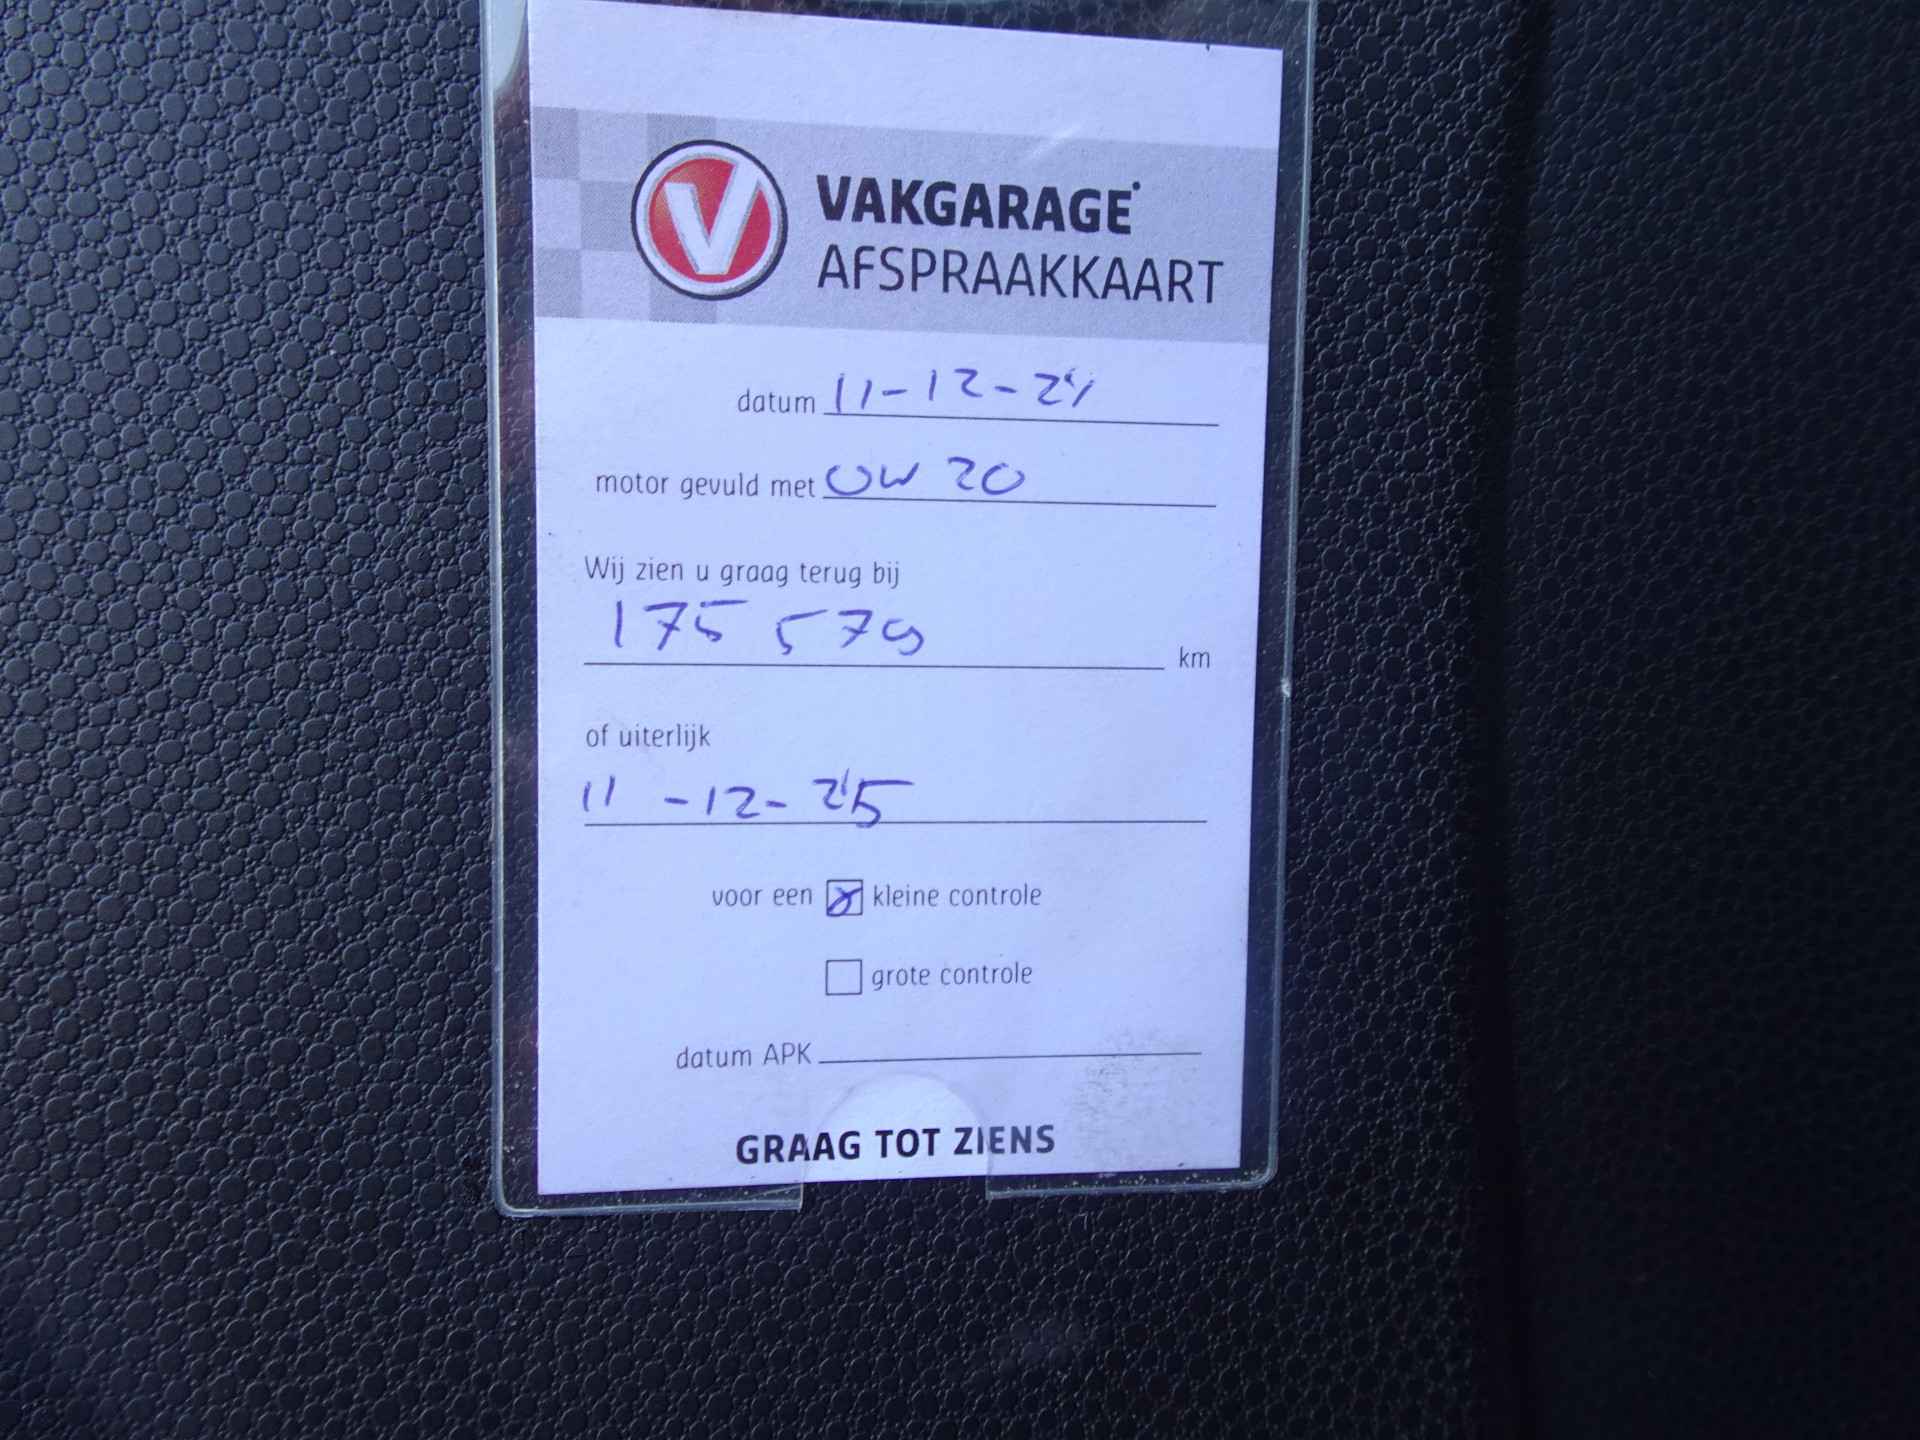 V
VAKGARAGE
AFSPRAAKKAART
datum 11-12-24
motor gevuld met 0W 20
Wij zien u graag terug bij
175 579 km
of uiterlijk
11-12-25
voor een kleine controle
grote controle
datum APK
GRAAG TOT ZIENS